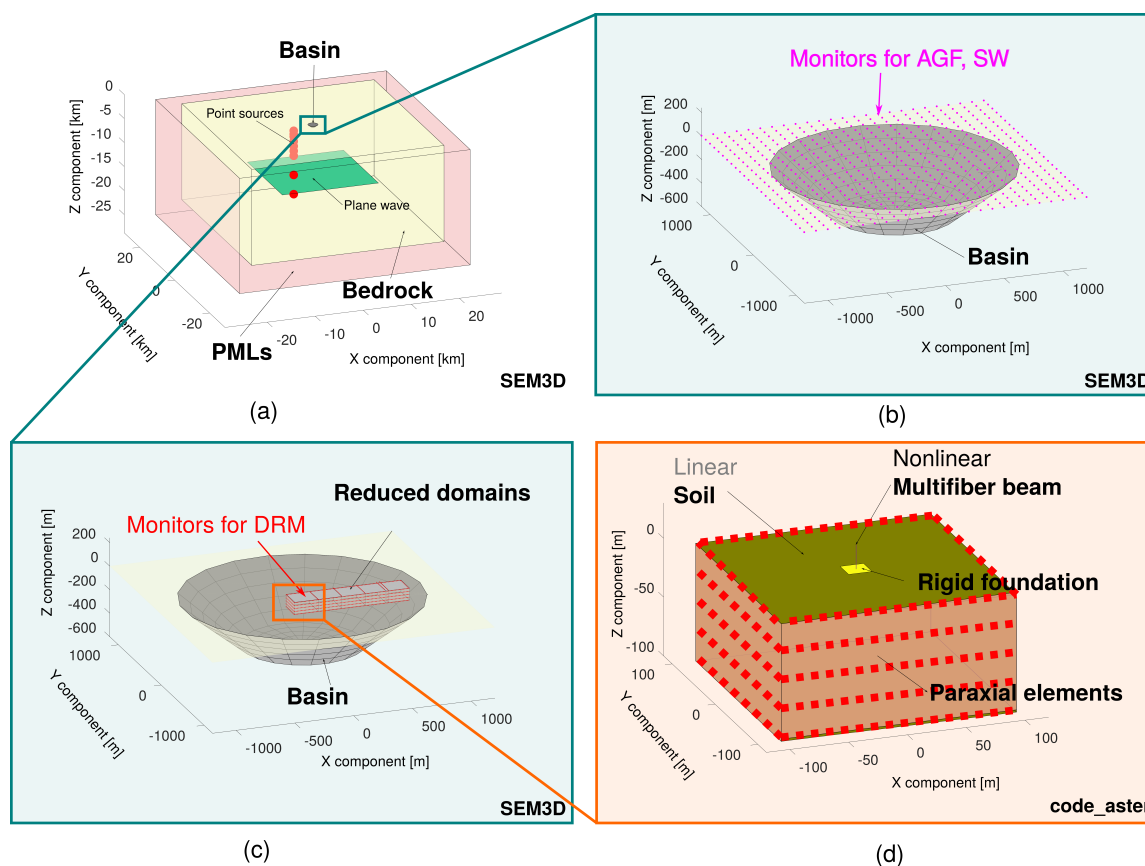 Basin
Point sources
Plane wave
Bedrock
PMLs
0
-5
-10
-15
-20
-25
Z component [km]
20
0
-20
Y component [km]
-20
-10
0
10
20
X component [km]
SEM3D
(a)
Monitors for AGF, SW
200
0
-200
-400
-600
Z component [m]
1000
0
-1000
Y component [m]
-1000
-500
0
500
1000
X component [m]
Basin
SEM3D
(b)
Reduced domains
Monitors for DRM
200
0
-200
-400
-600
Z component [m]
1000
0
-1000
Y component [m]
-1000
-500
0
500
1000
X component [m]
Basin
SEM3D
(c)
Linear
Soil
Nonlinear
Multifiber beam
Rigid foundation
Paraxial elements
0
-50
-100
Z component [m]
100
0
-100
Y component [m]
-100
-50
0
50
100
X component [m]
code_aster
(d)